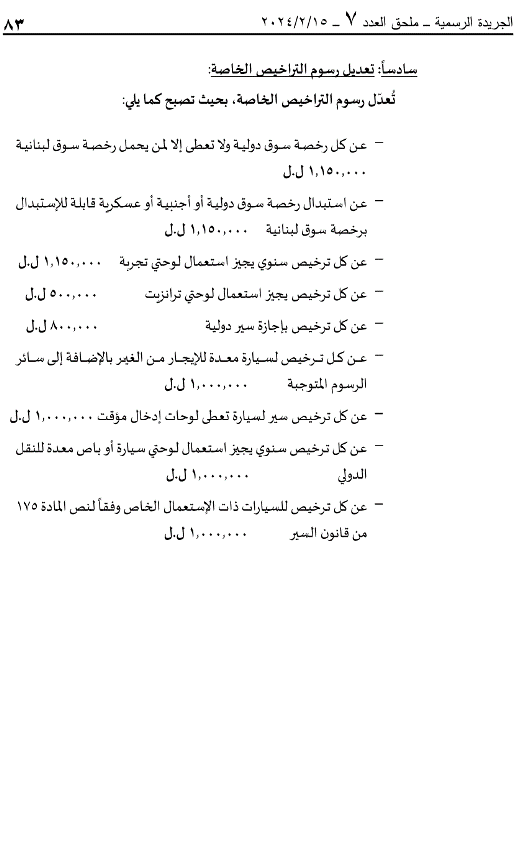 الجريدة الرسمية – ملحق العدد ٧ – ٢٠٢٤/٢/١٥ ٨٣
سادساً: تعديل رسوم التراخيص الخاصة:
تُعدّل رسوم التراخيص الخاصة، بحيث تصبح كما يلي:
– عن كل رخصة سوق دولية ولا تعطى إلا لمن يحمل رخصة سوق لبنانية
١,١٥٠,٠٠٠ ل.ل
– عن استبدال رخصة سوق دولية أو أجنبية أو عسكرية قابلة للإستبدال
برخصة سوق لبنانية ١,١٥٠,٠٠٠ ل.ل
– عن كل ترخيص سنوي يجيز استعمال لوحتي تجربة ١,١٥٠,٠٠٠ ل.ل
– عن كل ترخيص يجيز استعمال لوحتي ترانزيت ٥٠٠,٠٠٠ ل.ل
– عن كل ترخيص بإجازة سير دولية ٨٠٠,٠٠٠ ل.ل
– عن كل ترخيص لسيارة معدة للإيجار من الغير بالإضافة إلى سائر
الرسوم المتوجبة ١,٠٠٠,٠٠٠ ل.ل
– عن كل ترخيص سير لسيارة تعطى لوحات إدخال مؤقت ١,٠٠٠,٠٠٠ ل.ل
– عن كل ترخيص سنوي يجيز استعمال لوحتي سيارة أو باص معدة للنقل
الدولي ١,٠٠٠,٠٠٠ ل.ل
– عن كل ترخيص للسيارات ذات الإستعمال الخاص وفقاً لنص المادة ١٧٥
من قانون السير ١,٠٠٠,٠٠٠ ل.ل